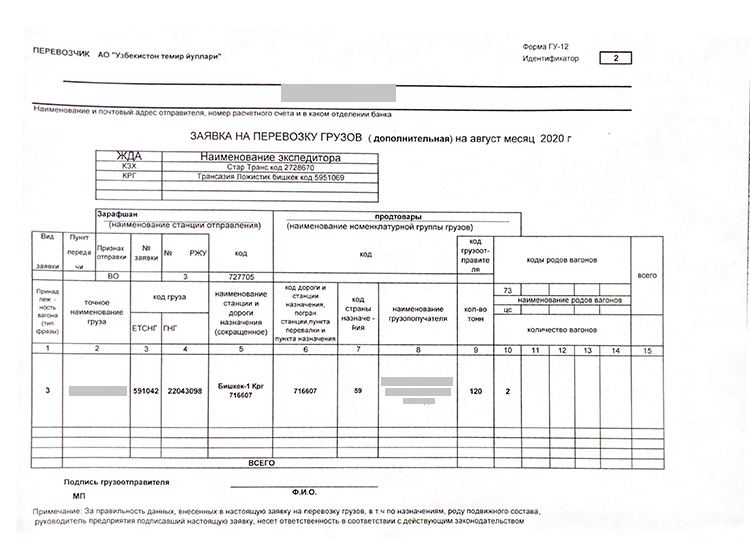 Форма ГУ-12
ПЕРЕВОЗЧИК АО "Узбекистон темир йуллари"
Идентификатор 2
Наименование и почтовый адрес отправителя, номер расчетного счета и в каком отделении банка
ЗАЯВКА НА ПЕРЕВОЗКУ ГРУЗОВ ( дополнительная) на август месяц 2020 г
ЖДА Наименование экспедитора
КЗХ Стар Транс код 2728670
КРГ Трансазия Ложистик бишкек код 5951069
Зарафшан продтовары
(наименование станции отправления) (наименование номенклатурной группы грузов)
Вид заявки Пункт передачи Признак отправки № заявки № РЖУ код код код грузоотправителя коды родов вагонов всего
ВО 3 727705
73
наименование родов вагонов
цс
количество вагонов
Принадлеж-ность вагона (тип фразы) точное наименование груза код груза ЕТСНГ ГНГ наименование станции и дороги назначения (сокращенное) код дороги и станции назначения, погран станции,пункта перевалки и пункта назначения код страны назначе-ния наименование грузополучателя кол-во тонн
1 2 3 4 5 6 7 8 9 10 11 12 13 14 15
3 591042 22043098 Бишкек-1 Крг 716607 716607 59 120 2
ВСЕГО
Подпись грузоотправителя
МП Ф.И.О.
Примечание: За правильность данных, внесенных в настоящую заявку на перевозку грузов, в т.ч по назначениям, роду подвижного состава,
руководитель предприятия подписавший настоящую заявку, несет ответственность в соответствии с действующим законодательством